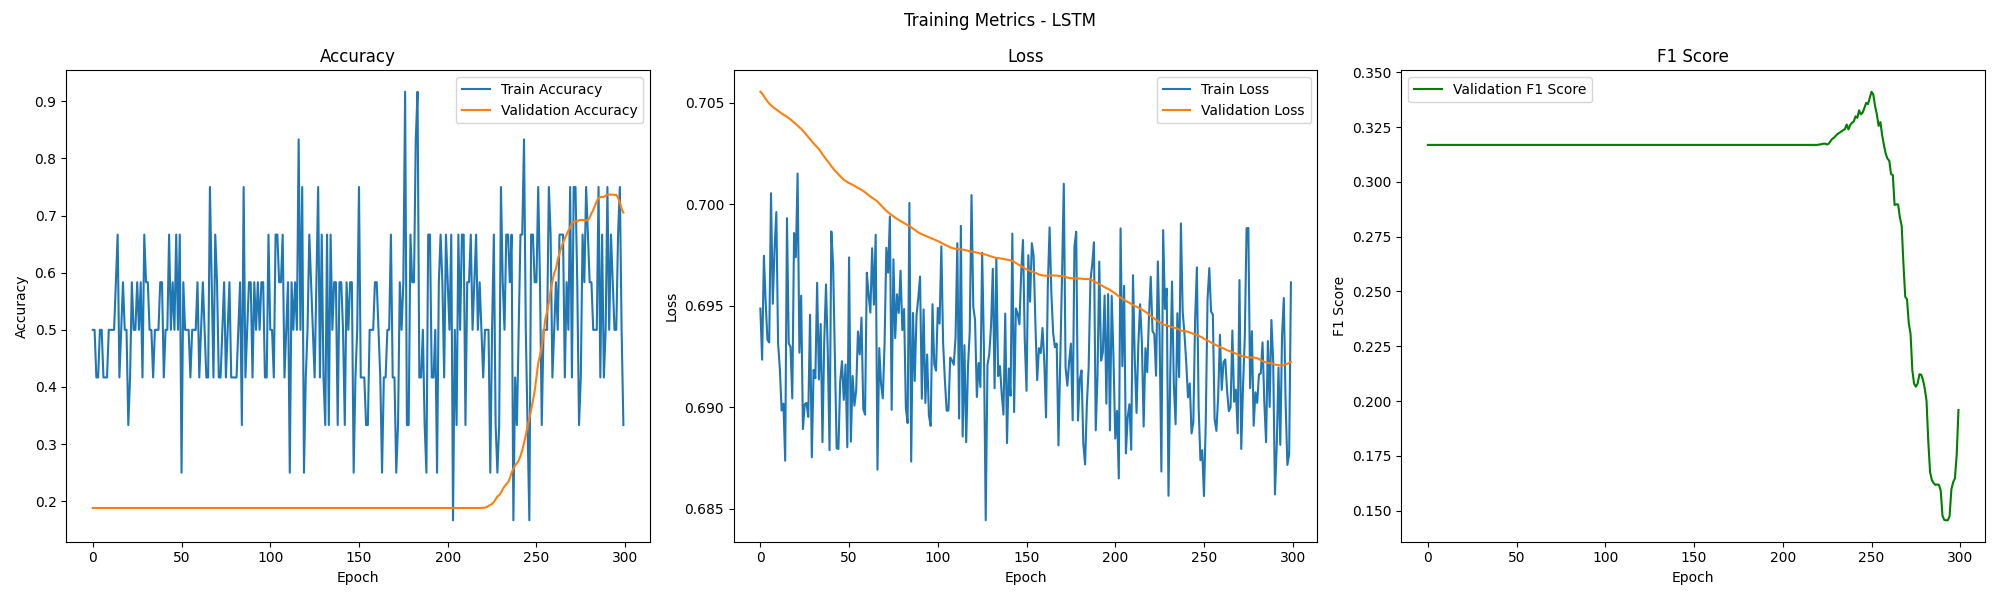 Training Metrics - LSTM
Accuracy
Train Accuracy
Validation Accuracy
0.9
0.8
0.7
0.6
0.5
0.4
0.3
0.2
Accuracy
0 50 100 150 200 250 300
Epoch
Loss
Train Loss
Validation Loss
0.705
0.700
0.695
0.690
0.685
Loss
0 50 100 150 200 250 300
Epoch
F1 Score
Validation F1 Score
0.350
0.325
0.300
0.275
0.250
0.225
0.200
0.175
0.150
F1 Score
0 50 100 150 200 250 300
Epoch